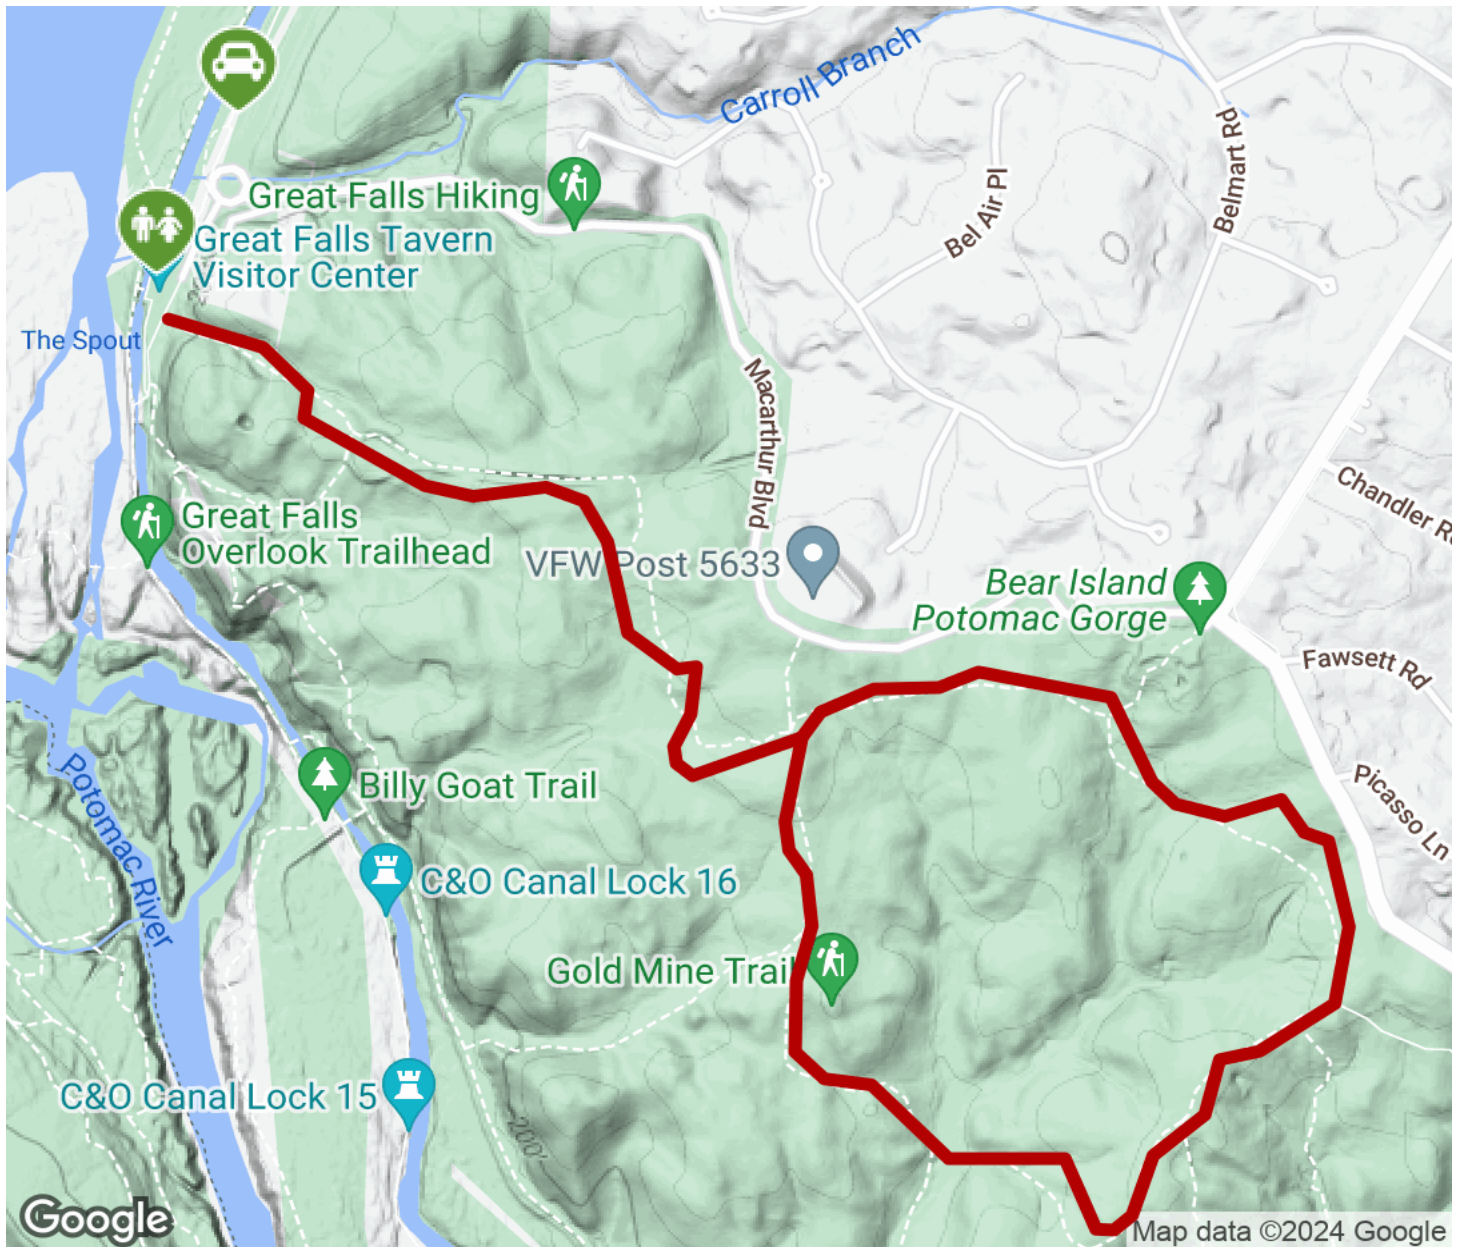 Carroll Branch
Belmart Rd
Great Falls Hiking
Bel Air Pl
Great Falls Tavern
Visitor Center
The Spout
Macarthur Blvd
Chandler R
Great Falls
Overlook Trailhead
VFW Post 5633
Bear Island
Potomac Gorge
Fawsett Rd
Potomac River
Billy Goat Trail
Picasso Ln
C&O Canal Lock 16
Gold Mine Trail
C&O Canal Lock 15
200'
Google
Map data ©2024 Google